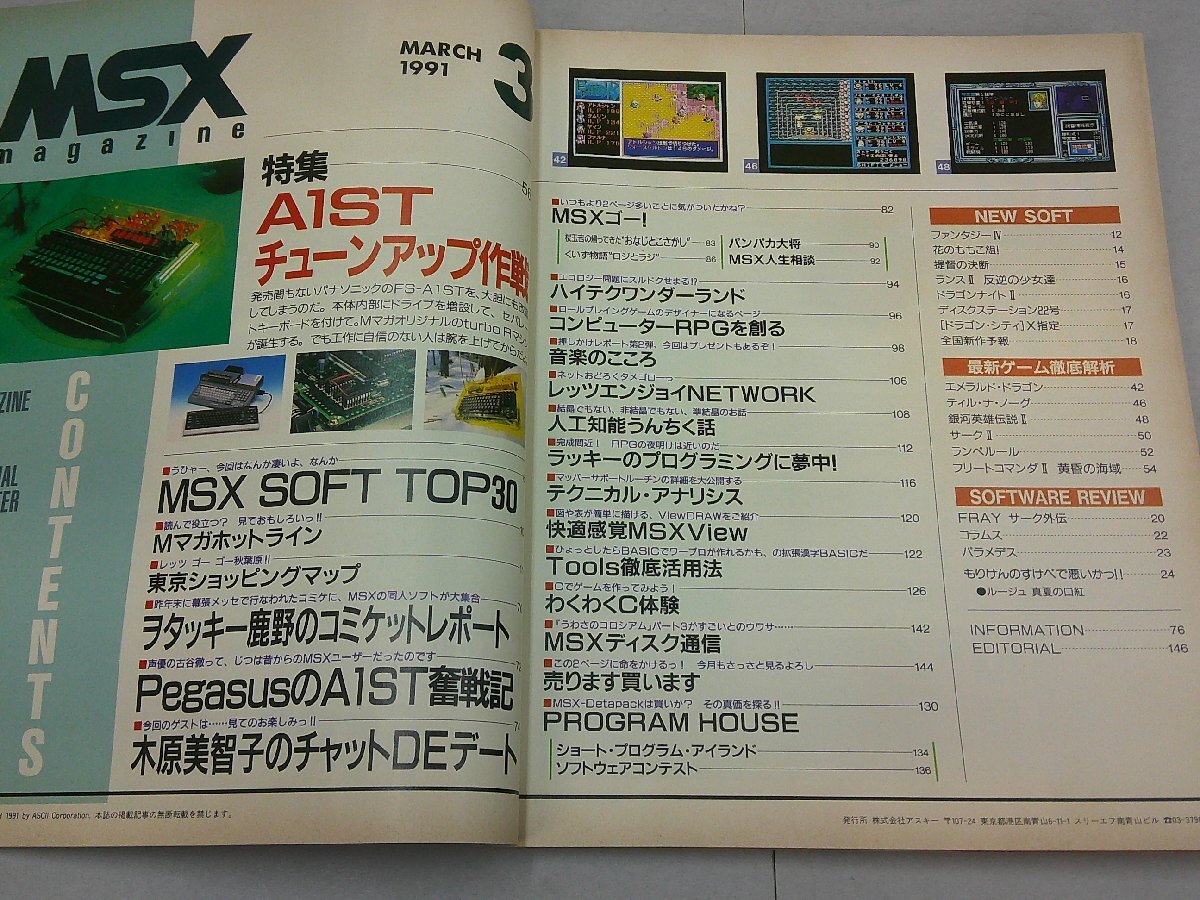 MSX
magazine
MARCH
1991
3
特集
A1ST
チューンアップ作戦
発売間もないパナソニックのFS-A1STを、大胆にも改
してしまうのだ。本体内部にドライブを増設して、セパレー
トキーボードを付けて。MマガオリジナルのturboRマシン
が誕生する。でも工作に自信のない人は腕を上げてからだ
CONTENTS
■うひゃー、今回はなんか凄いよ、なんか
MSX SOFT TOP30
■読んで役立つ? 見ておもしろいっ!!
Mマガホットライン
■レッツ ゴー ゴー秋葉原!!
東京ショッピングマップ
■昨年末に幕張メッセで行なわれたコミケに、MSXの同人ソフトが大集合
ヲタッキー鹿野のコミケットレポート
■声優の古谷徹って、じつは昔からのMSXユーザーだったのです
PegasusのA1ST奮戦記
■今回のゲストは……見てのお楽しみっ!!
木原美智子のチャットDEデート
1991 by ASCII Corporation. 本誌の掲載記事の無断転載を禁じます。
42
46
48
■いつもより2ページ多いことに気がついたかね?
MSXゴー! 82
桜玉吉の帰ってきた"おなじとこさがし" 83
くいず物語"ロジとラジ" 86
パンパカ大将 90
MSX人生相談 92
■エコロジー問題にスルドクせまる!?
ハイテクワンダーランド 94
■ロールプレイングゲームのデザイナーになるページ
コンピューターRPGを創る 96
■押しかけレポート第2弾、今回はプレゼントもあるぞ!
音楽のこころ 98
■ネットおどろくタメゴローっ
レッツエンジョイNETWORK 106
■結晶でもない、非結晶でもない、準結晶のお話
人工知能うんちく話 108
■完成間近! RPGの夜明けは近いのだ
ラッキーのプログラミングに夢中! 112
■マッパーサポートルーチンの詳細を大公開する
テクニカル・アナリシス 116
■図や表が簡単に描ける、ViewDRAWをご紹介
快適感覚MSXView 120
■ひょっとしたらBASICでワープロが作れるかも、の拡張漢字BASICだ 122
Tools徹底活用法
■Cでゲームを作ってみよう!
わくわくC体験 126
■『うわさのコロシアム』パート3がすごいとのウワサ……
MSXディスク通信 142
■この2ページに命をかけるっ! 今月もさっさと見るよろし
売ります買います 144
■MSX-Detapackは買いか? その真価を探る!!
PROGRAM HOUSE 130
ショート・プログラム・アイランド 134
ソフトウェアコンテスト 136
NEW SOFT
ファンタジーIV 12
花のももこ組! 14
提督の決断 15
ランスII 反逆の少女達 16
ドラゴンナイトII 16
ディスクステーション22号 17
[ドラゴン・シティ]X指定 17
全国新作予報 18
最新ゲーム徹底解析
エメラルド・ドラゴン 42
ティル・ナ・ノーグ 46
銀河英雄伝説II 48
サークII 50
ランペルール 52
フリートコマンダII 黄昏の海域 54
SOFTWARE REVIEW
FRAY サーク外伝 20
コラムス 22
パラメデス 23
もりけんのすけべで悪いかっ!! 24
●ルージュ 真夏の口紅
INFORMATION 76
EDITORIAL 146
発行所 株式会社アスキー 〒107-24 東京都港区南青山6-11-1 スリーエフ南青山ビル ☎03-